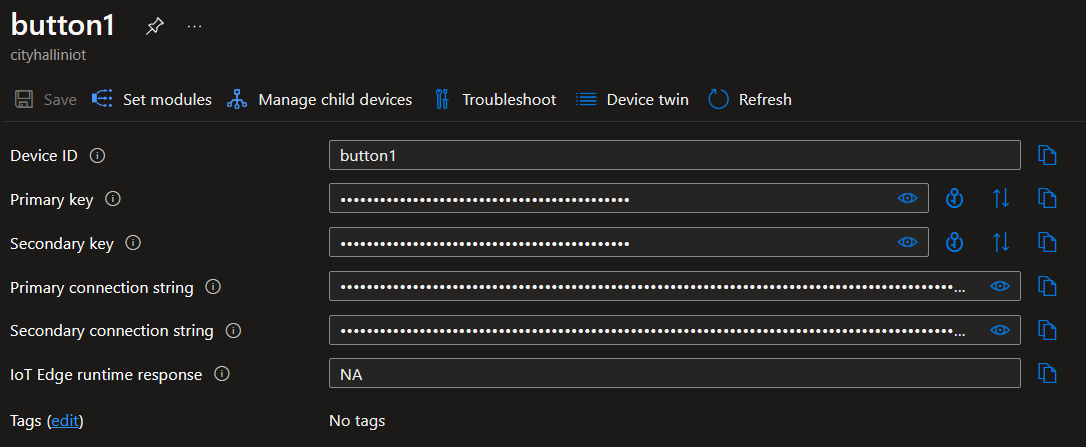 button1
cityhalliniot
Save Set modules Manage child devices Troubleshoot Device twin Refresh
Device ID button1
Primary key ••••••••••••••••••••••••••••••••••••••••••••
Secondary key ••••••••••••••••••••••••••••••••••••••••••••
Primary connection string ••••••••••••••••••••••••••••••••••••••••••••••••••••••••••••••••••••••••••••••••••••••••••••...
Secondary connection string ••••••••••••••••••••••••••••••••••••••••••••••••••••••••••••••••••••••••••••••••••••••••••••...
IoT Edge runtime response NA
Tags (edit) No tags